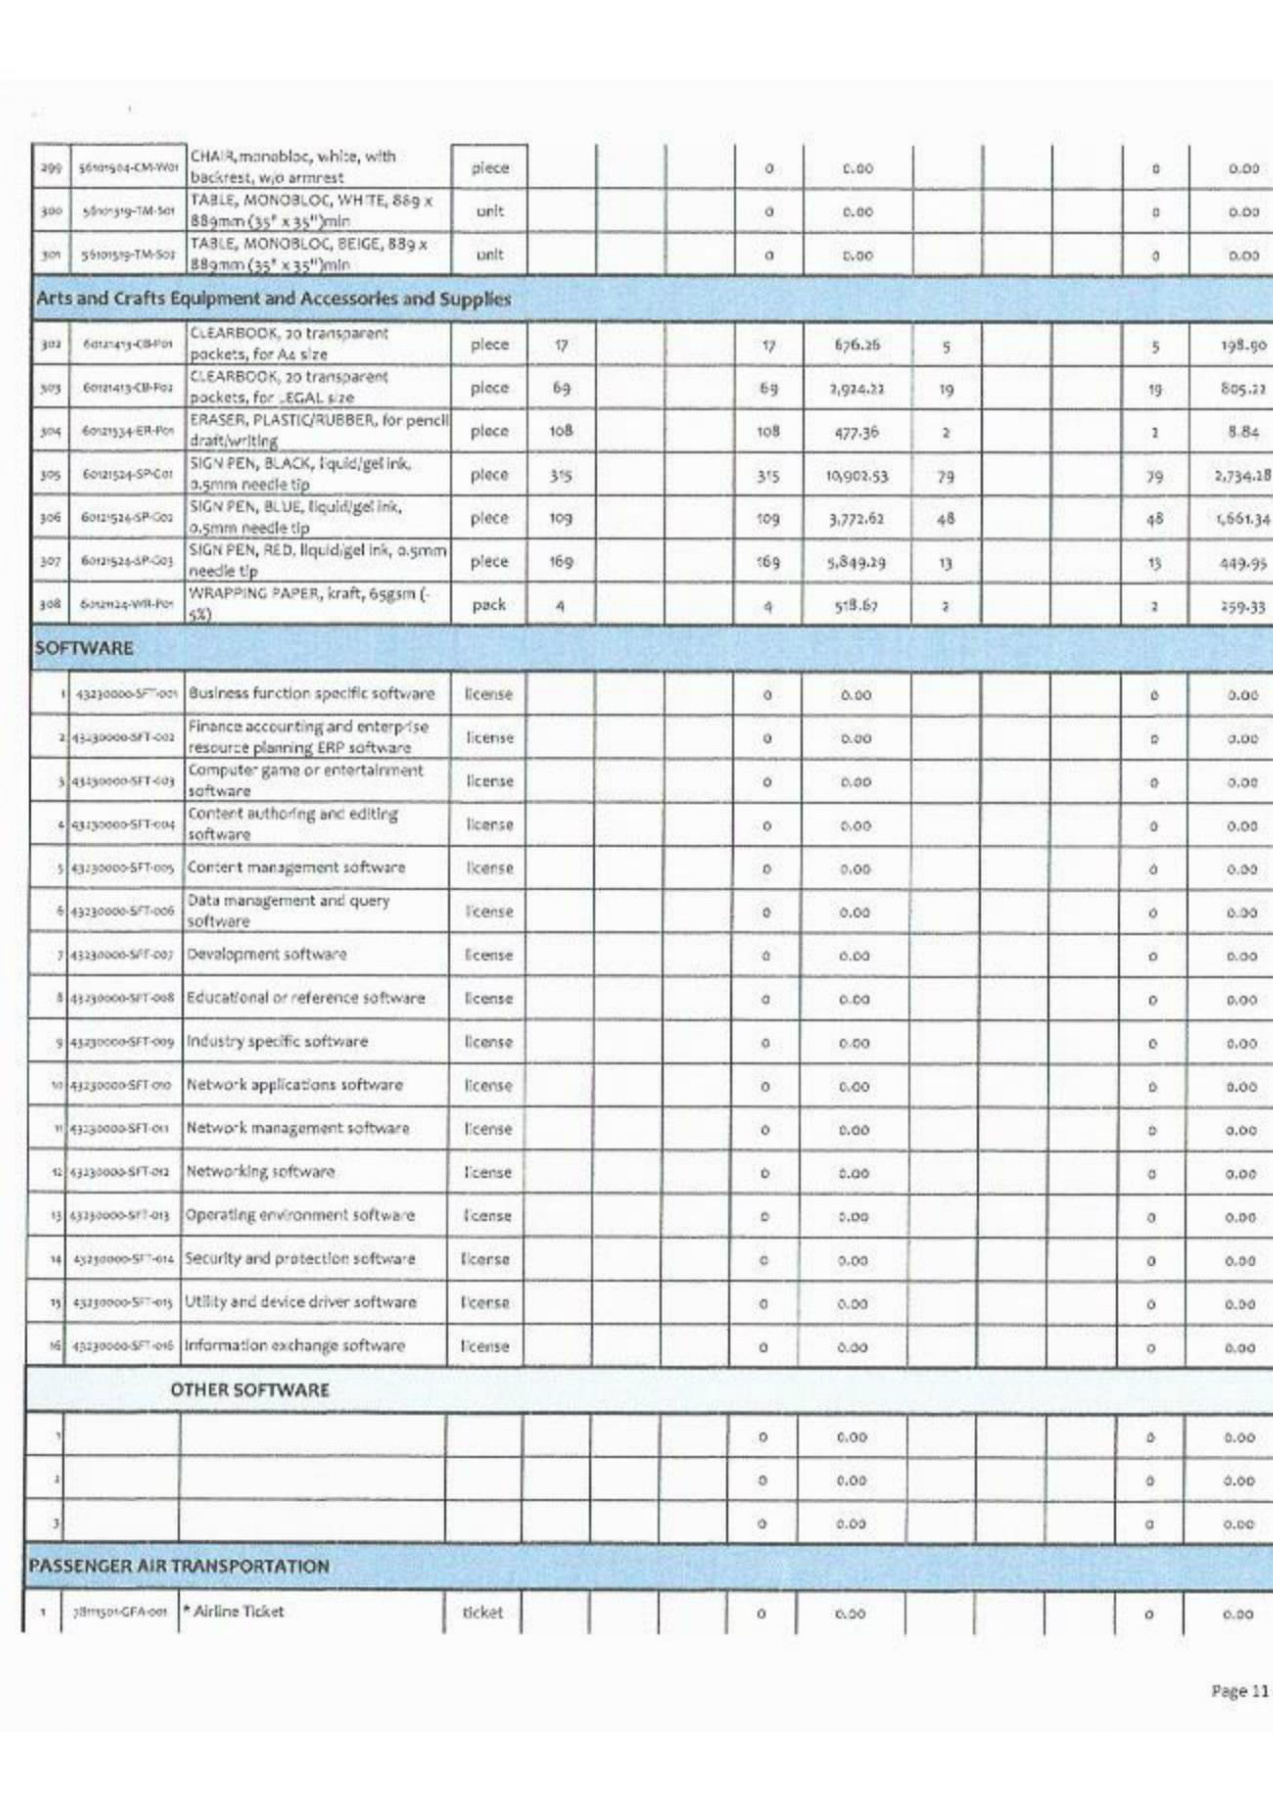 299 56101504-CM-W01 CHAIR, monobloc, white, with piece 0 0.00 0 0.00
backrest, w/o armrest
300 56101519-TM-S01 TABLE, MONOBLOC, WHITE, 889 x unit 0 0.00 0 0.00
889mm (35" x 35")min
301 56101519-TM-S02 TABLE, MONOBLOC, BEIGE, 889 x unit 0 0.00 0 0.00
889mm (35" x 35")min
Arts and Crafts Equipment and Accessories and Supplies
302 60121413-CB-P01 CLEARBOOK, 20 transparent piece 17 17 676.26 5 5 198.90
pockets, for A4 size
303 60121413-CB-P02 CLEARBOOK, 20 transparent piece 69 69 2,924.22 19 19 805.22
pockets, for LEGAL size
304 60121534-ER-P01 ERASER, PLASTIC/RUBBER, for pencil piece 108 108 477.36 2 2 8.84
draft/writing
305 60121524-SP-G01 SIGN PEN, BLACK, liquid/gel ink, piece 315 315 10,902.53 79 79 2,734.28
0.5mm needle tip
306 60121524-SP-G02 SIGN PEN, BLUE, liquid/gel ink, piece 109 109 3,772.62 48 48 1,661.34
0.5mm needle tip
307 60121524-SP-G03 SIGN PEN, RED, liquid/gel ink, 0.5mm piece 169 169 5,849.29 13 13 449.95
needle tip
308 60121124-WR-P01 WRAPPING PAPER, kraft, 65gsm (- pack 4 4 518.67 2 2 259.33
5%)
SOFTWARE
1 43230000-SFT-001 Business function specific software license 0 0.00 0 0.00
2 43230000-SFT-002 Finance accounting and enterprise license 0 0.00 0 0.00
resource planning ERP software
3 43230000-SFT-003 Computer game or entertainment license 0 0.00 0 0.00
software
4 43230000-SFT-004 Content authoring and editing license 0 0.00 0 0.00
software
5 43230000-SFT-005 Content management software license 0 0.00 0 0.00
6 43230000-SFT-006 Data management and query license 0 0.00 0 0.00
software
7 43230000-SFT-007 Development software license 0 0.00 0 0.00
8 43230000-SFT-008 Educational or reference software license 0 0.00 0 0.00
9 43230000-SFT-009 Industry specific software license 0 0.00 0 0.00
10 43230000-SFT-010 Network applications software license 0 0.00 0 0.00
11 43230000-SFT-011 Network management software license 0 0.00 0 0.00
12 43230000-SFT-012 Networking software license 0 0.00 0 0.00
13 43230000-SFT-013 Operating environment software license 0 0.00 0 0.00
14 43230000-SFT-014 Security and protection software license 0 0.00 0 0.00
15 43230000-SFT-015 Utility and device driver software license 0 0.00 0 0.00
16 43230000-SFT-016 Information exchange software license 0 0.00 0 0.00
OTHER SOFTWARE
1 0 0.00 0 0.00
2 0 0.00 0 0.00
3 0 0.00 0 0.00
PASSENGER AIR TRANSPORTATION
1 78111501-GFA-001 * Airline Ticket ticket 0 0.00 0 0.00
Page 11